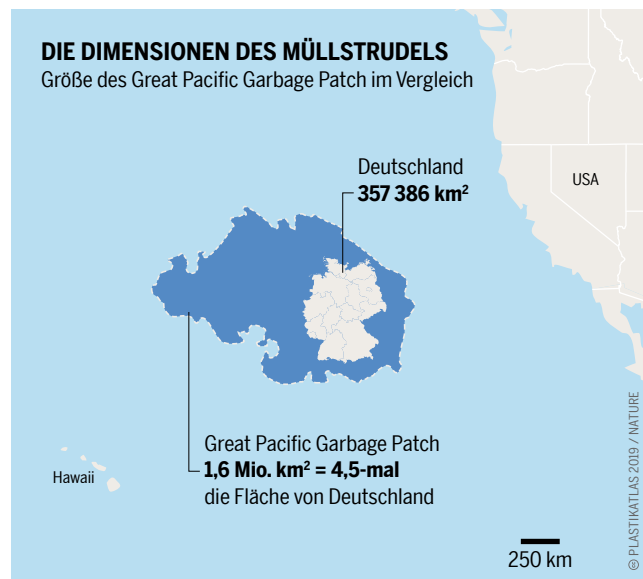 DIE DIMENSIONEN DES MÜLLSTRUDELS
Größe des Great Pacific Garbage Patch im Vergleich
Deutschland
357 386 km²
USA
Great Pacific Garbage Patch
1,6 Mio. km² = 4,5-mal
die Fläche von Deutschland
Hawaii
250 km
PLASTIKATLAS 2019 / NATURE